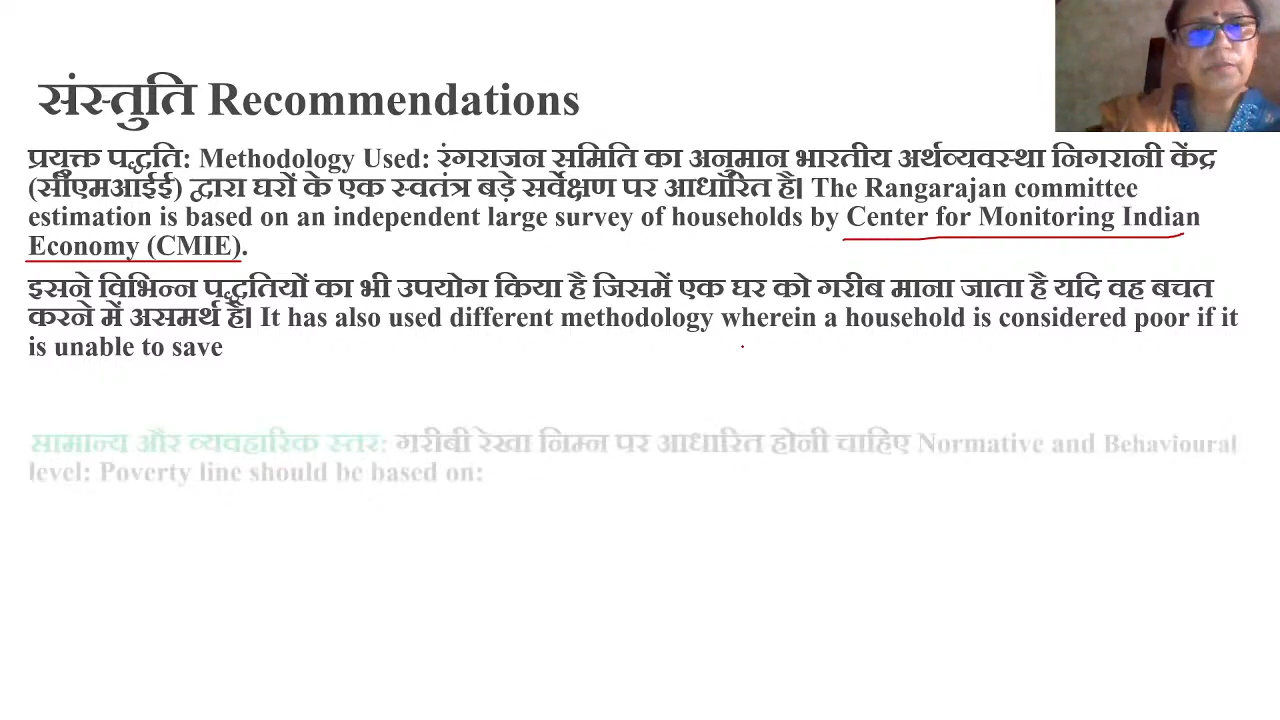 संस्तुति Recommendations
प्रयुक्त पद्धति: Methodology Used: रंगराजन समिति का अनुमान भारतीय अर्थव्यवस्था निगरानी केंद्र
(सीएमआईई) द्वारा घरों के एक स्वतंत्र बड़े सर्वेक्षण पर आधारित है। The Rangarajan committee
estimation is based on an independent large survey of households by Center for Monitoring Indian
Economy (CMIE).
इसने विभिन्न पद्धतियों का भी उपयोग किया है जिसमें एक घर को गरीब माना जाता है यदि वह बचत
करने में असमर्थ है। It has also used different methodology wherein a household is considered poor if it
is unable to save
सामान्य और व्यवहारिक स्तर: गरीबी रेखा निम्न पर आधारित होनी चाहिए Normative and Behavioural
level: Poverty line should be based on: